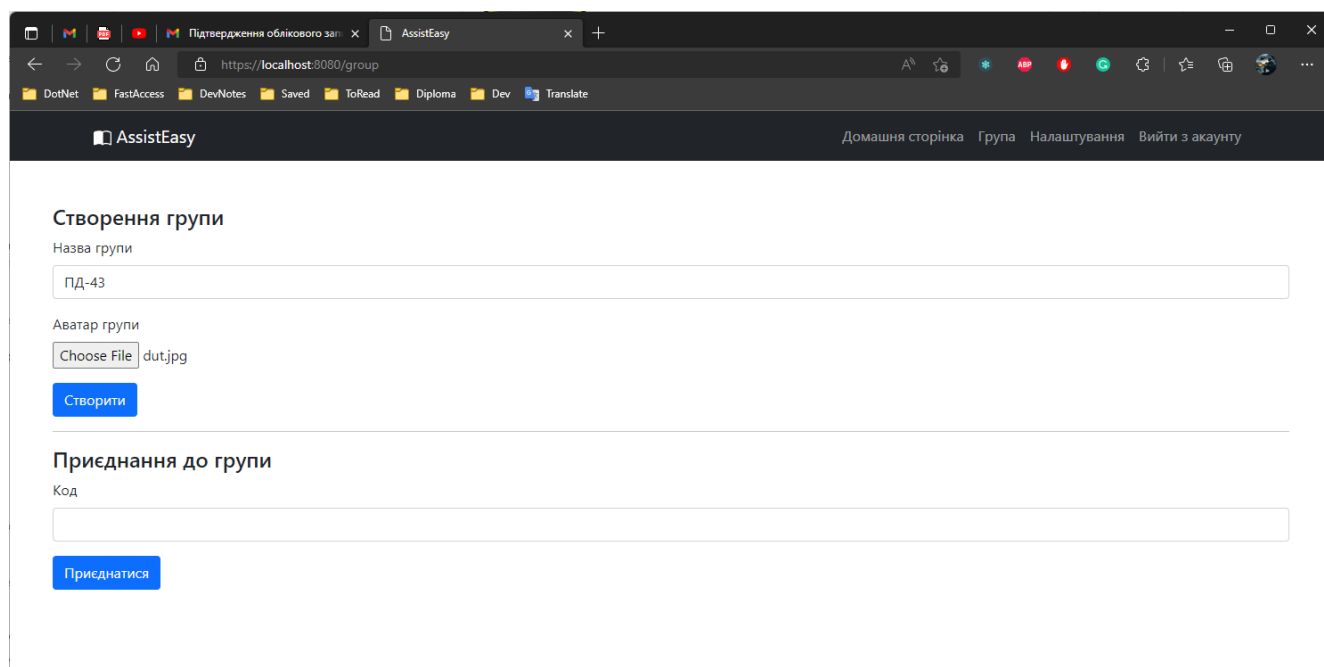 Підтвердження облікового зап
AssistEasy
https://localhost:8080/group
DotNet FastAccess DevNotes Saved ToRead Diploma Dev Translate
AssistEasy
Домашня сторінка Група Налаштування Вийти з акаунту
Створення групи
Назва групи
ПД-43
Аватар групи
Choose File dut.jpg
Створити
Приєднання до групи
Код
Приєднатися